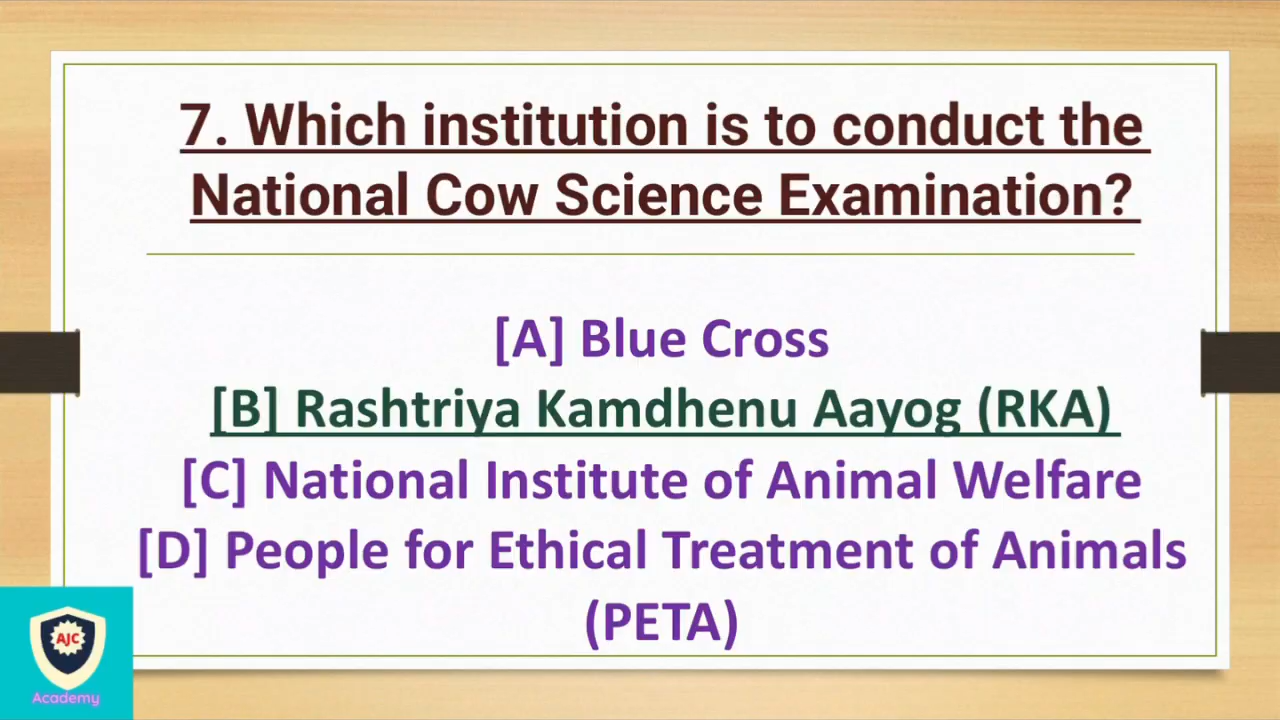 7. Which institution is to conduct the
National Cow Science Examination?
[A] Blue Cross
[B] Rashtriya Kamdhenu Aayog (RKA)
[C] National Institute of Animal Welfare
[D] People for Ethical Treatment of Animals
(PETA)
AJC
Academy